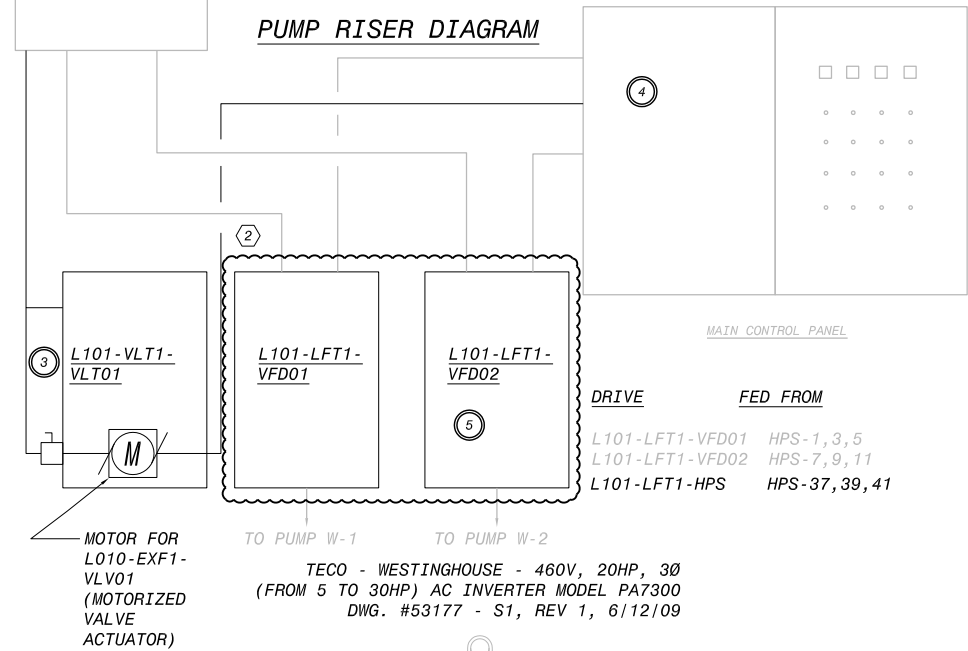 PUMP RISER DIAGRAM
4
2
MAIN CONTROL PANEL
3
L101-VLT1-
VLT01
L101-LFT1-
VFD01
L101-LFT1-
VFD02
5
M
DRIVE FED FROM
L101-LFT1-VFD01 HPS-1,3,5
L101-LFT1-VFD02 HPS-7,9,11
L101-LFT1-HPS HPS-37,39,41
MOTOR FOR
L010-EXF1-
VLV01
(MOTORIZED
VALVE
ACTUATOR)
TO PUMP W-1
TO PUMP W-2
TECO - WESTINGHOUSE - 460V, 20HP, 3Ø
(FROM 5 TO 30HP) AC INVERTER MODEL PA7300
DWG. #53177 - S1, REV 1, 6/12/09